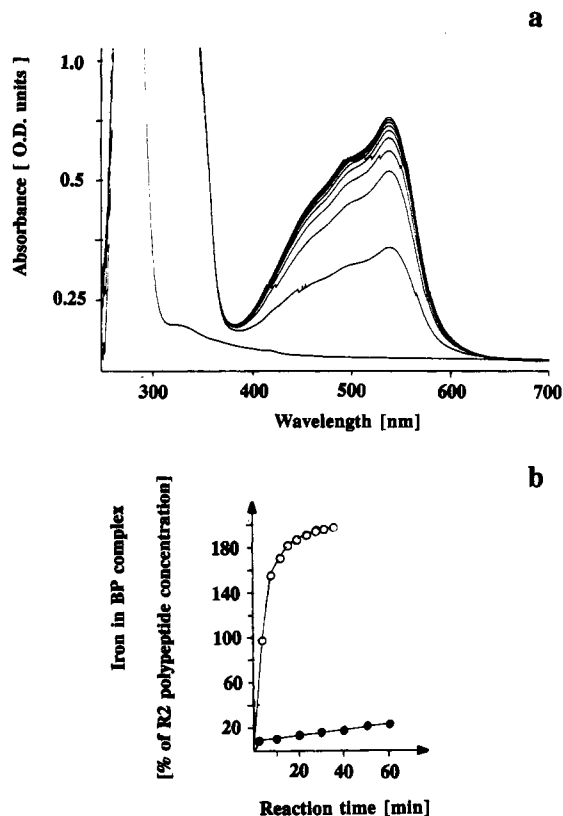 a
Absorbance [ O.D. units ]
1.0
0.5
0.25
300 400 500 600 700
Wavelength [nm]
b
Iron in BP complex
[% of R2 polypeptide concentration]
180
140
100
60
20
20 40 60
Reaction time [min]